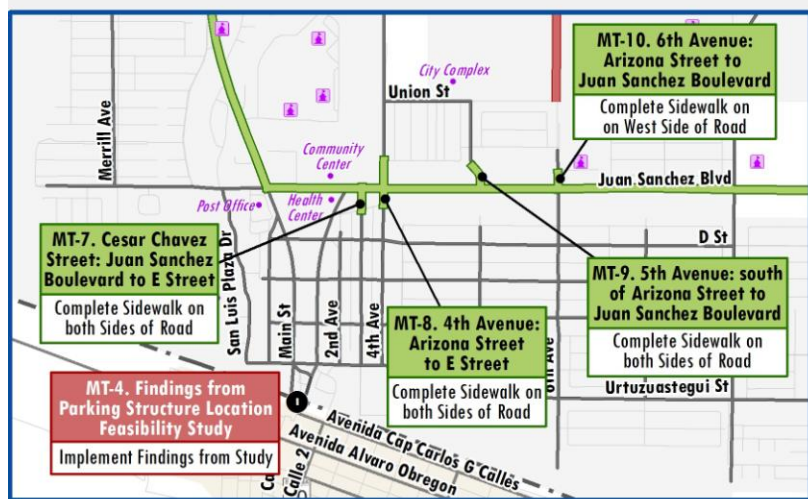 MT-10. 6th Avenue:
Arizona Street to
Juan Sanchez Boulevard
Complete Sidewalk on
on West Side of Road
City Complex
Union St
Merrill Ave
Community
Center
Juan Sanchez Blvd
Post Office
Health
Center
MT-7. Cesar Chavez
Street: Juan Sanchez
Boulevard to E Street
Complete Sidewalk on
both Sides of Road
D St
San Luis Plaza Dr
Main St
2nd Ave
4th Ave
MT-8. 4th Avenue:
Arizona Street
to E Street
Complete Sidewalk on
both Sides of Road
MT-9. 5th Avenue: south
of Arizona Street to
Juan Sanchez Boulevard
Complete Sidewalk on
both Sides of Road
Ave
Urtuzuastegui St
MT-4. Findings from
Parking Structure Location
Feasibility Study
Implement Findings from Study
Avenida Cap Carlos G Calles
Avenida Alvaro Obregon
Calle 2